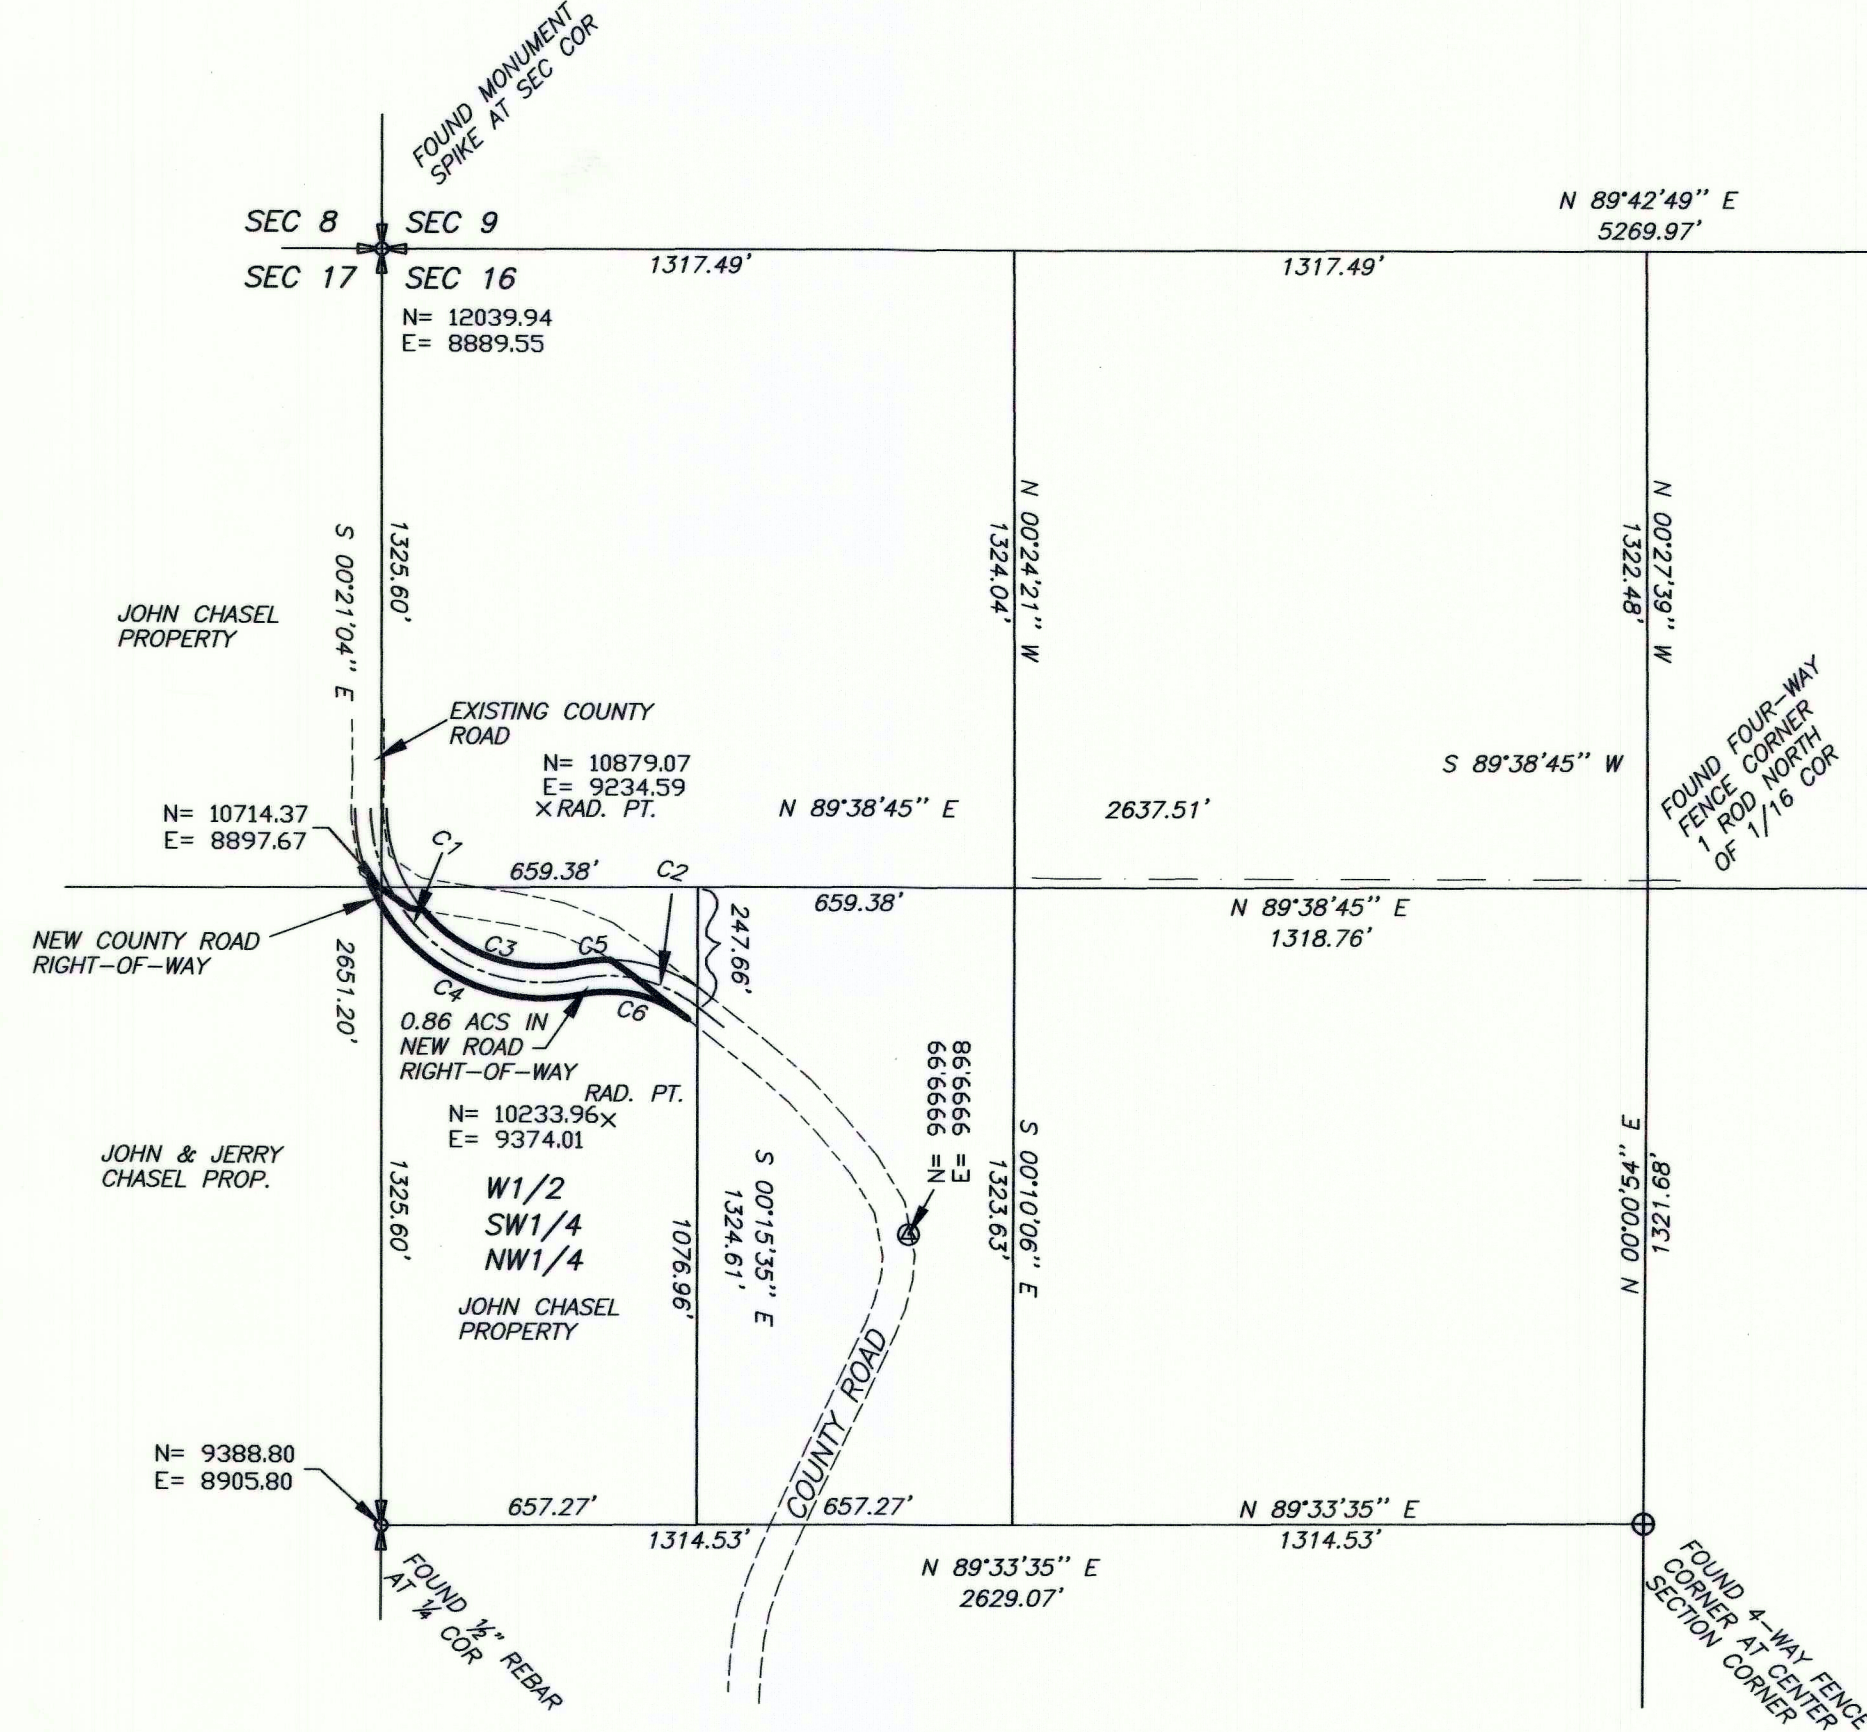 FOUND MONUMENT
SPIKE AT SEC COR
SEC 8
SEC 9
SEC 17
SEC 16
N= 12039.94
E= 8889.55
1317.49'
1317.49'
N 89°42'49" E
5269.97'
S 00°21'04" E
1325.60'
N 00°24'21" W
1324.04'
N 00°27'39" W
1322.48'
JOHN CHASEL
PROPERTY
EXISTING COUNTY
ROAD
N= 10879.07
E= 9234.59
×RAD. PT.
N= 10714.37
E= 8897.67
N 89°38'45" E
2637.51'
S 89°38'45" W
FOUND FOUR-WAY
FENCE CORNER
1 ROD NORTH
OF 1/16 COR
C1
659.38'
C2
659.38'
247.66'
N 89°38'45" E
1318.76'
NEW COUNTY ROAD
RIGHT-OF-WAY
2651.20'
C3
C5
C4
C6
0.86 ACS IN
NEW ROAD
RIGHT-OF-WAY
RAD. PT.
N= 10233.96×
E= 9374.01
N= 9999.99
E= 9999.98
JOHN & JERRY
CHASEL PROP.
1325.60'
W1/2
SW1/4
NW1/4
JOHN CHASEL
PROPERTY
1076.96'
S 00°15'35" E
1324.61'
S 00°10'06" E
1323.63'
N 00°0'54" E
1321.68'
COUNTY ROAD
N= 9388.80
E= 8905.80
657.27'
657.27'
1314.53'
N 89°33'35" E
1314.53'
N 89°33'35" E
2629.07'
FOUND ½" REBAR
AT ¼ COR
FOUND 4-WAY FENCE
CORNER AT CENTER
SECTION CORNER